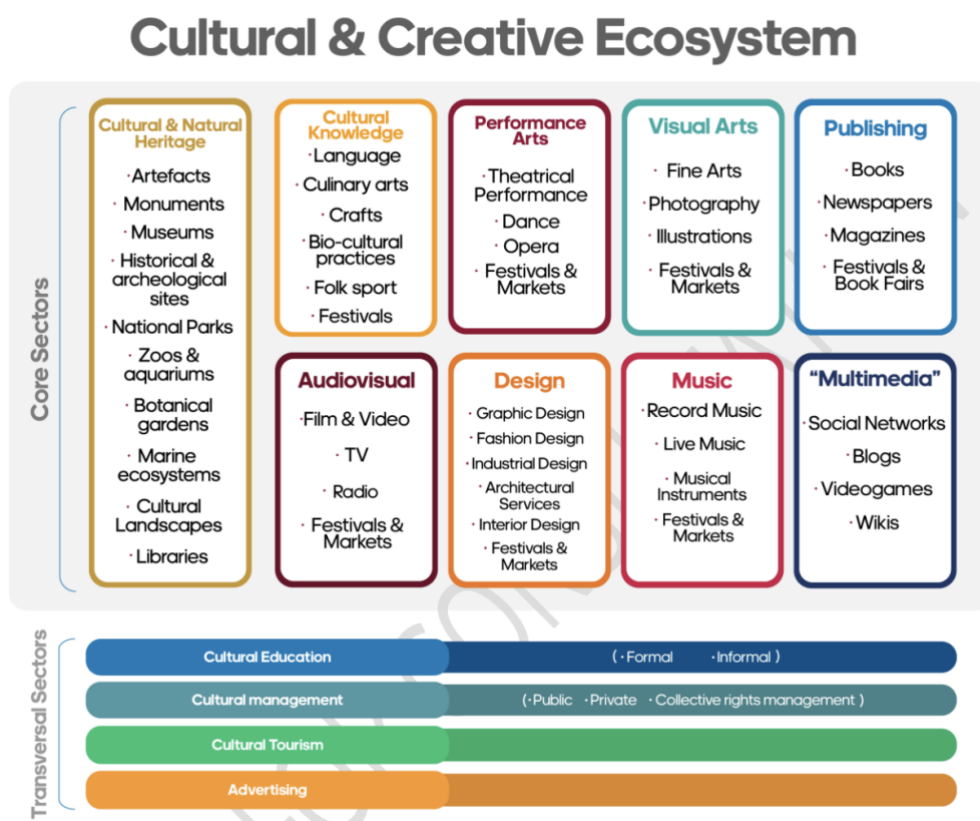 Cultural & Creative Ecosystem
Core Sectors
Cultural & Natural
Heritage
·Artefacts
· Monuments
· Museums
· Historical &
archeological
sites
· National Parks
· Zoos &
aquariums
· Botanical
gardens
· Marine
ecosystems
· Cultural
Landscapes
· Libraries
Cultural
Knowledge
·Language
· Culinary arts
· Crafts
· Bio-cultural
practices
· Folk sport
· Festivals
Performance
Arts
·Theatrical
Performance
· Dance
· Opera
· Festivals &
Markets
Visual Arts
· Fine Arts
·Photography
· Illustrations
· Festivals &
Markets
Publishing
· Books
·Newspapers
· Magazines
· Festivals &
Book Fairs
Audiovisual
·Film & Video
· TV
· Radio
· Festivals &
Markets
Design
· Graphic Design
· Fashion Design
· Industrial Design
· Architectural
Services
· Interior Design
· Festivals &
Markets
Music
·Record Music
· Live Music
· Musical
Instruments
· Festivals &
Markets
“Multimedia”
·Social Networks
· Blogs
·Videogames
· Wikis
Transversal Sectors
Cultural Education
( ·Formal ·Informal )
Cultural management
(·Public ·Private ·Collective rights management )
Cultural Tourism
Advertising